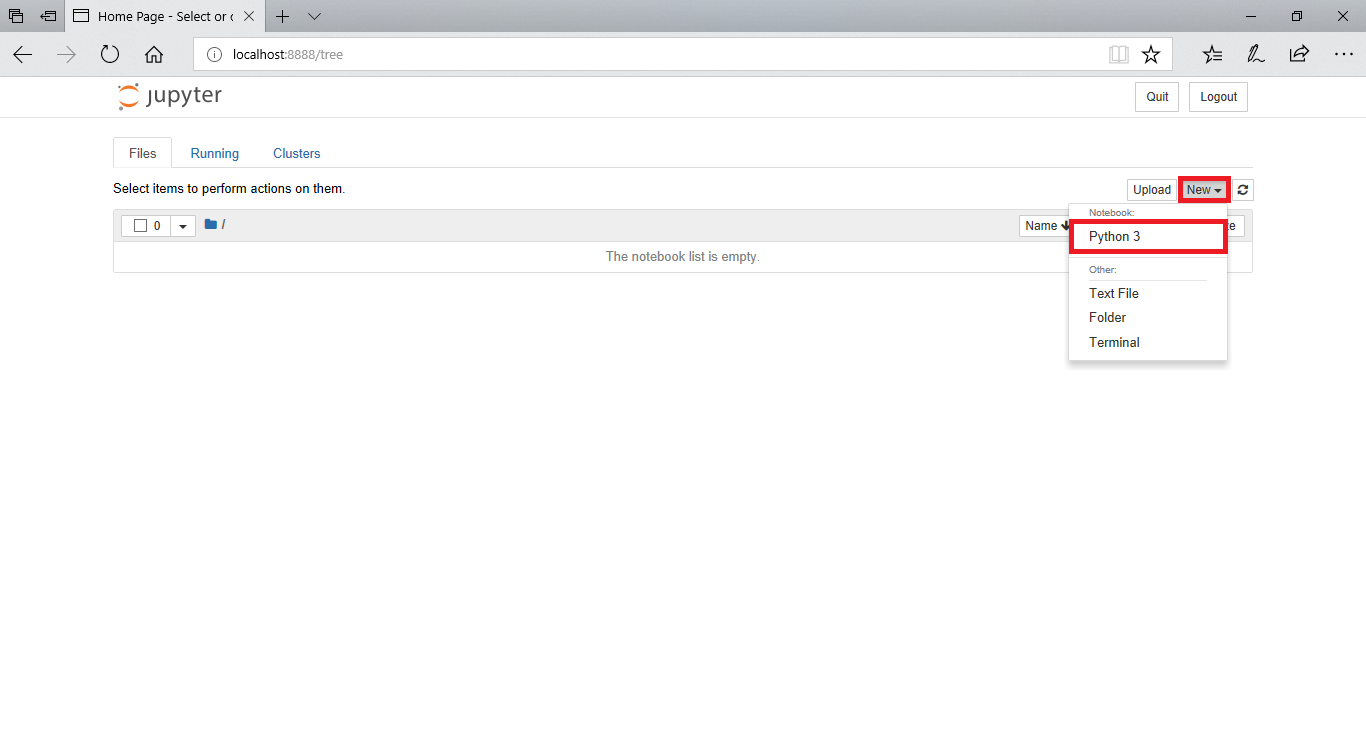 Home Page - Select or c
localhost:8888/tree
jupyter
Quit
Logout
Files
Running
Clusters
Select items to perform actions on them.
Upload
New
0
/
Name
Notebook:
Python 3
The notebook list is empty.
Other:
Text File
Folder
Terminal